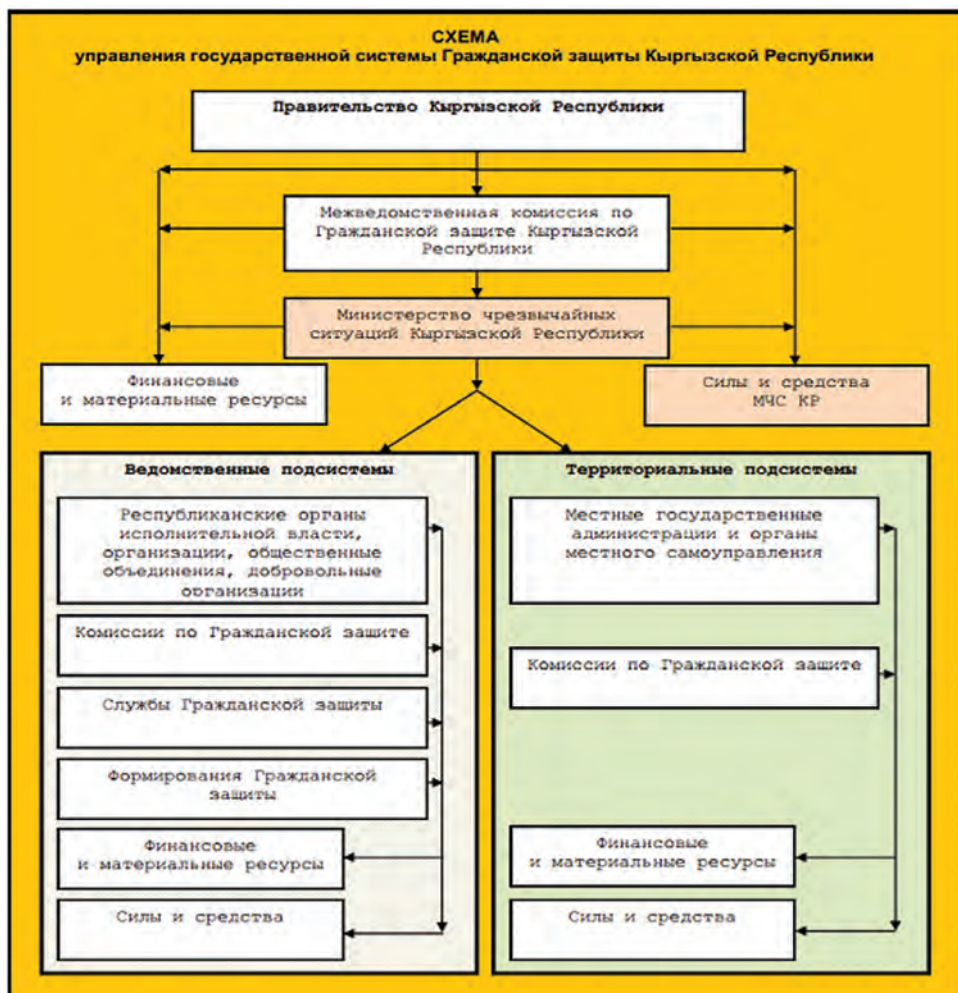 СХЕМА
управления государственной системы Гражданской защиты Кыргызской Республики
Правительство Кыргызской Республики
Межведомственная комиссия по
Гражданской защите Кыргызской
Республики
Министерство чрезвычайных
ситуаций Кыргызской Республики
Финансовые
и материальные ресурсы
Силы и средства
МЧС КР
Ведомственные подсистемы
Республиканские органы
исполнительной власти,
организации, общественные
объединения, добровольные
организации
Комиссии по Гражданской защите
Службы Гражданской защиты
Формирования Гражданской
защиты
Финансовые
и материальные ресурсы
Силы и средства
Территориальные подсистемы
Местные государственные
администрации и органы
местного самоуправления
Комиссии по Гражданской защите
Финансовые
и материальные ресурсы
Силы и средства